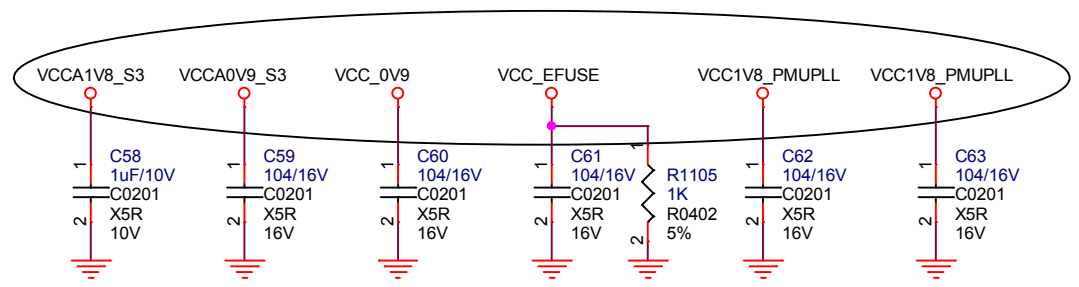 VCCA1V8_S3
VCCA0V9_S3
VCC_0V9
VCC_EFUSE
VCC1V8_PMUPLL
VCC1V8_PMUPLL
1
C58
1uF/10V
C0201
X5R
10V
2
1
C59
104/16V
C0201
X5R
16V
2
1
C60
104/16V
C0201
X5R
16V
2
1
C61
104/16V
C0201
X5R
16V
2
1
R1105
1K
R0402
5%
2
1
C62
104/16V
C0201
X5R
16V
2
1
C63
104/16V
C0201
X5R
16V
2